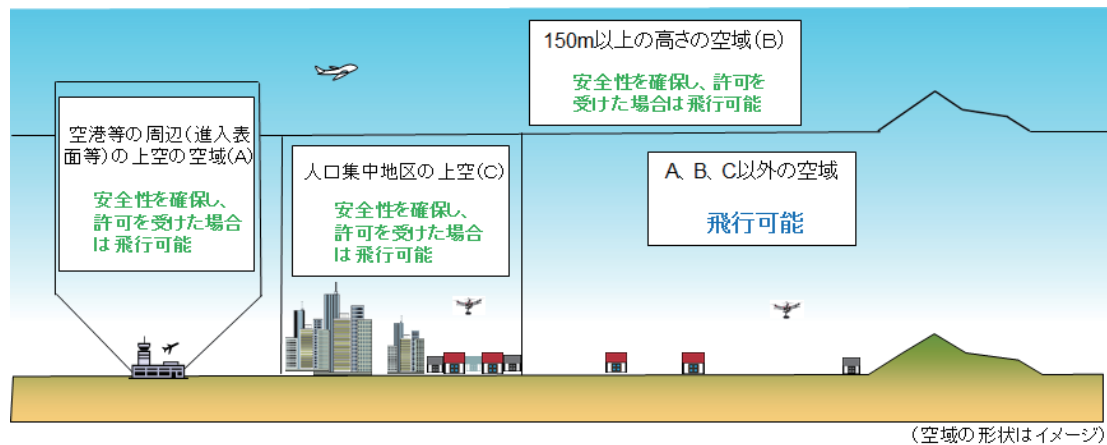 150m以上の高さの空域(B)
安全性を確保し、許可を
受けた場合は飛行可能
空港等の周辺(進入表
面等)の上空の空域(A)
安全性を確保し、
許可を受けた場合
は飛行可能
人口集中地区の上空(C)
安全性を確保し、
許可を受けた場合
は飛行可能
A、B、C以外の空域
飛行可能
(空域の形状はイメージ)